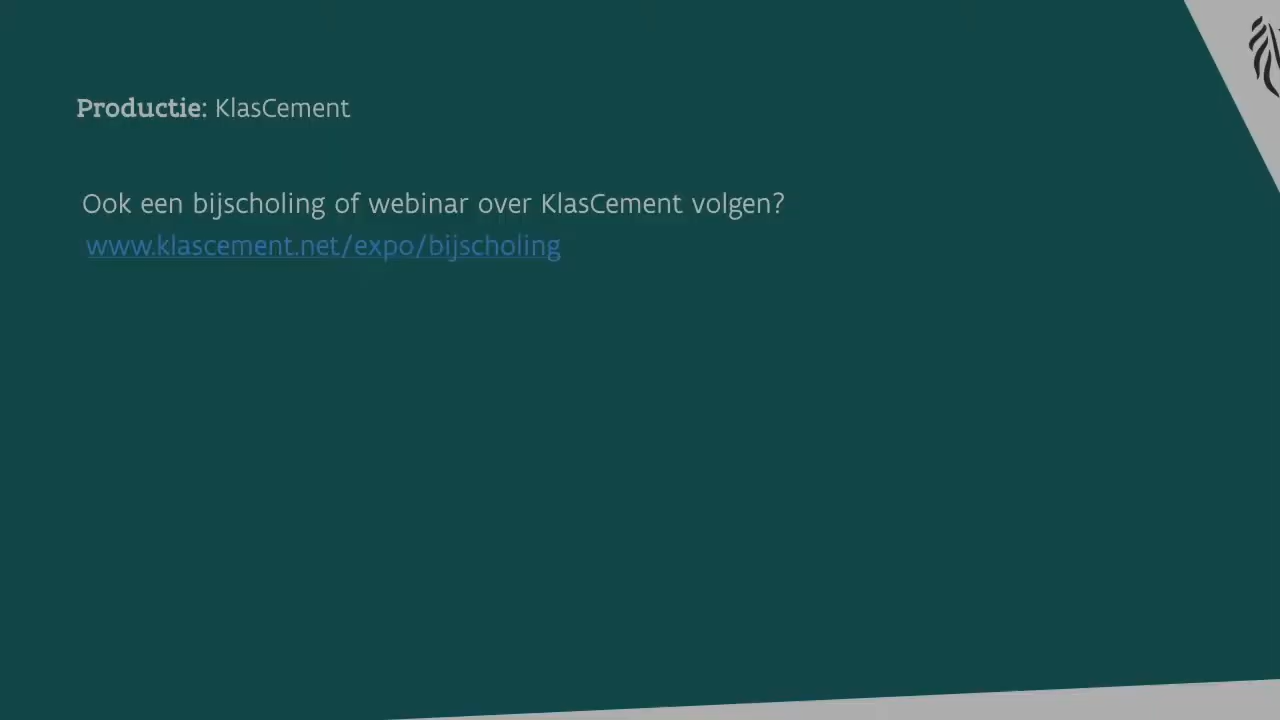 Productie: KlasCement
Ook een bijscholing of webinar over KlasCement volgen?
www.klascement.net/expo/bijscholing